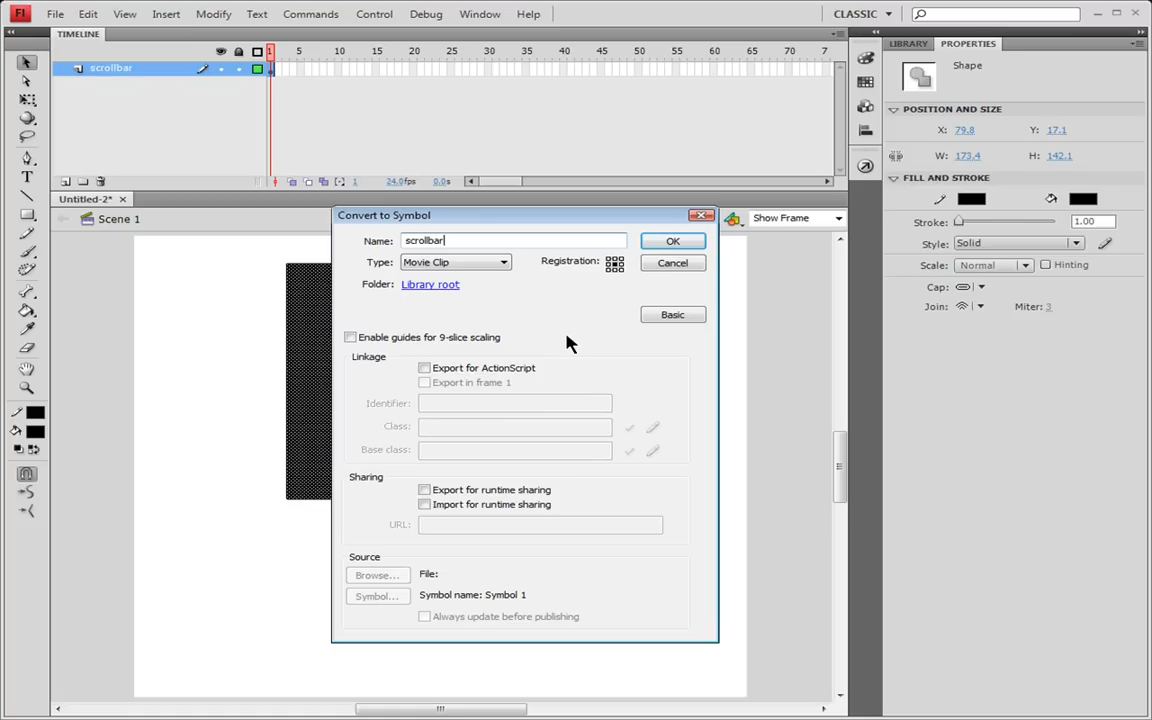 Fl File Edit View Insert Modify Text Commands Control Debug Window Help CLASSIC
TIMELINE
LIBRARY PROPERTIES
1 5 10 15 20 25 30 35 40 45 50 55 60 65 70 7
scrollbar
Shape
POSITION AND SIZE
X: 79.8 Y: 17.1
W: 173.4 H: 142.1
FILL AND STROKE
1 24.0fps 0.0s
Untitled-2*
Scene 1
Show Frame
Stroke: 1.00
Style: Solid
Scale: Normal Hinting
Cap:
Join: Miter: 3
Convert to Symbol
Name: scrollbar OK
Type: Movie Clip Registration: Cancel
Folder: Library root
Basic
Enable guides for 9-slice scaling
Linkage
Export for ActionScript
Export in frame 1
Identifier:
Class:
Base class:
Sharing
Export for runtime sharing
Import for runtime sharing
URL:
Source
Browse... File:
Symbol... Symbol name: Symbol 1
Always update before publishing